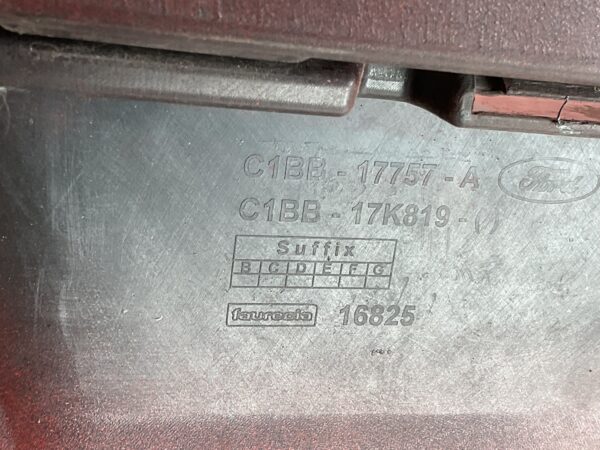 C1BB - 17757 - A Ford
C1BB - 17K819 - ( )
Suffix
B C D E F G
faurecia 16825